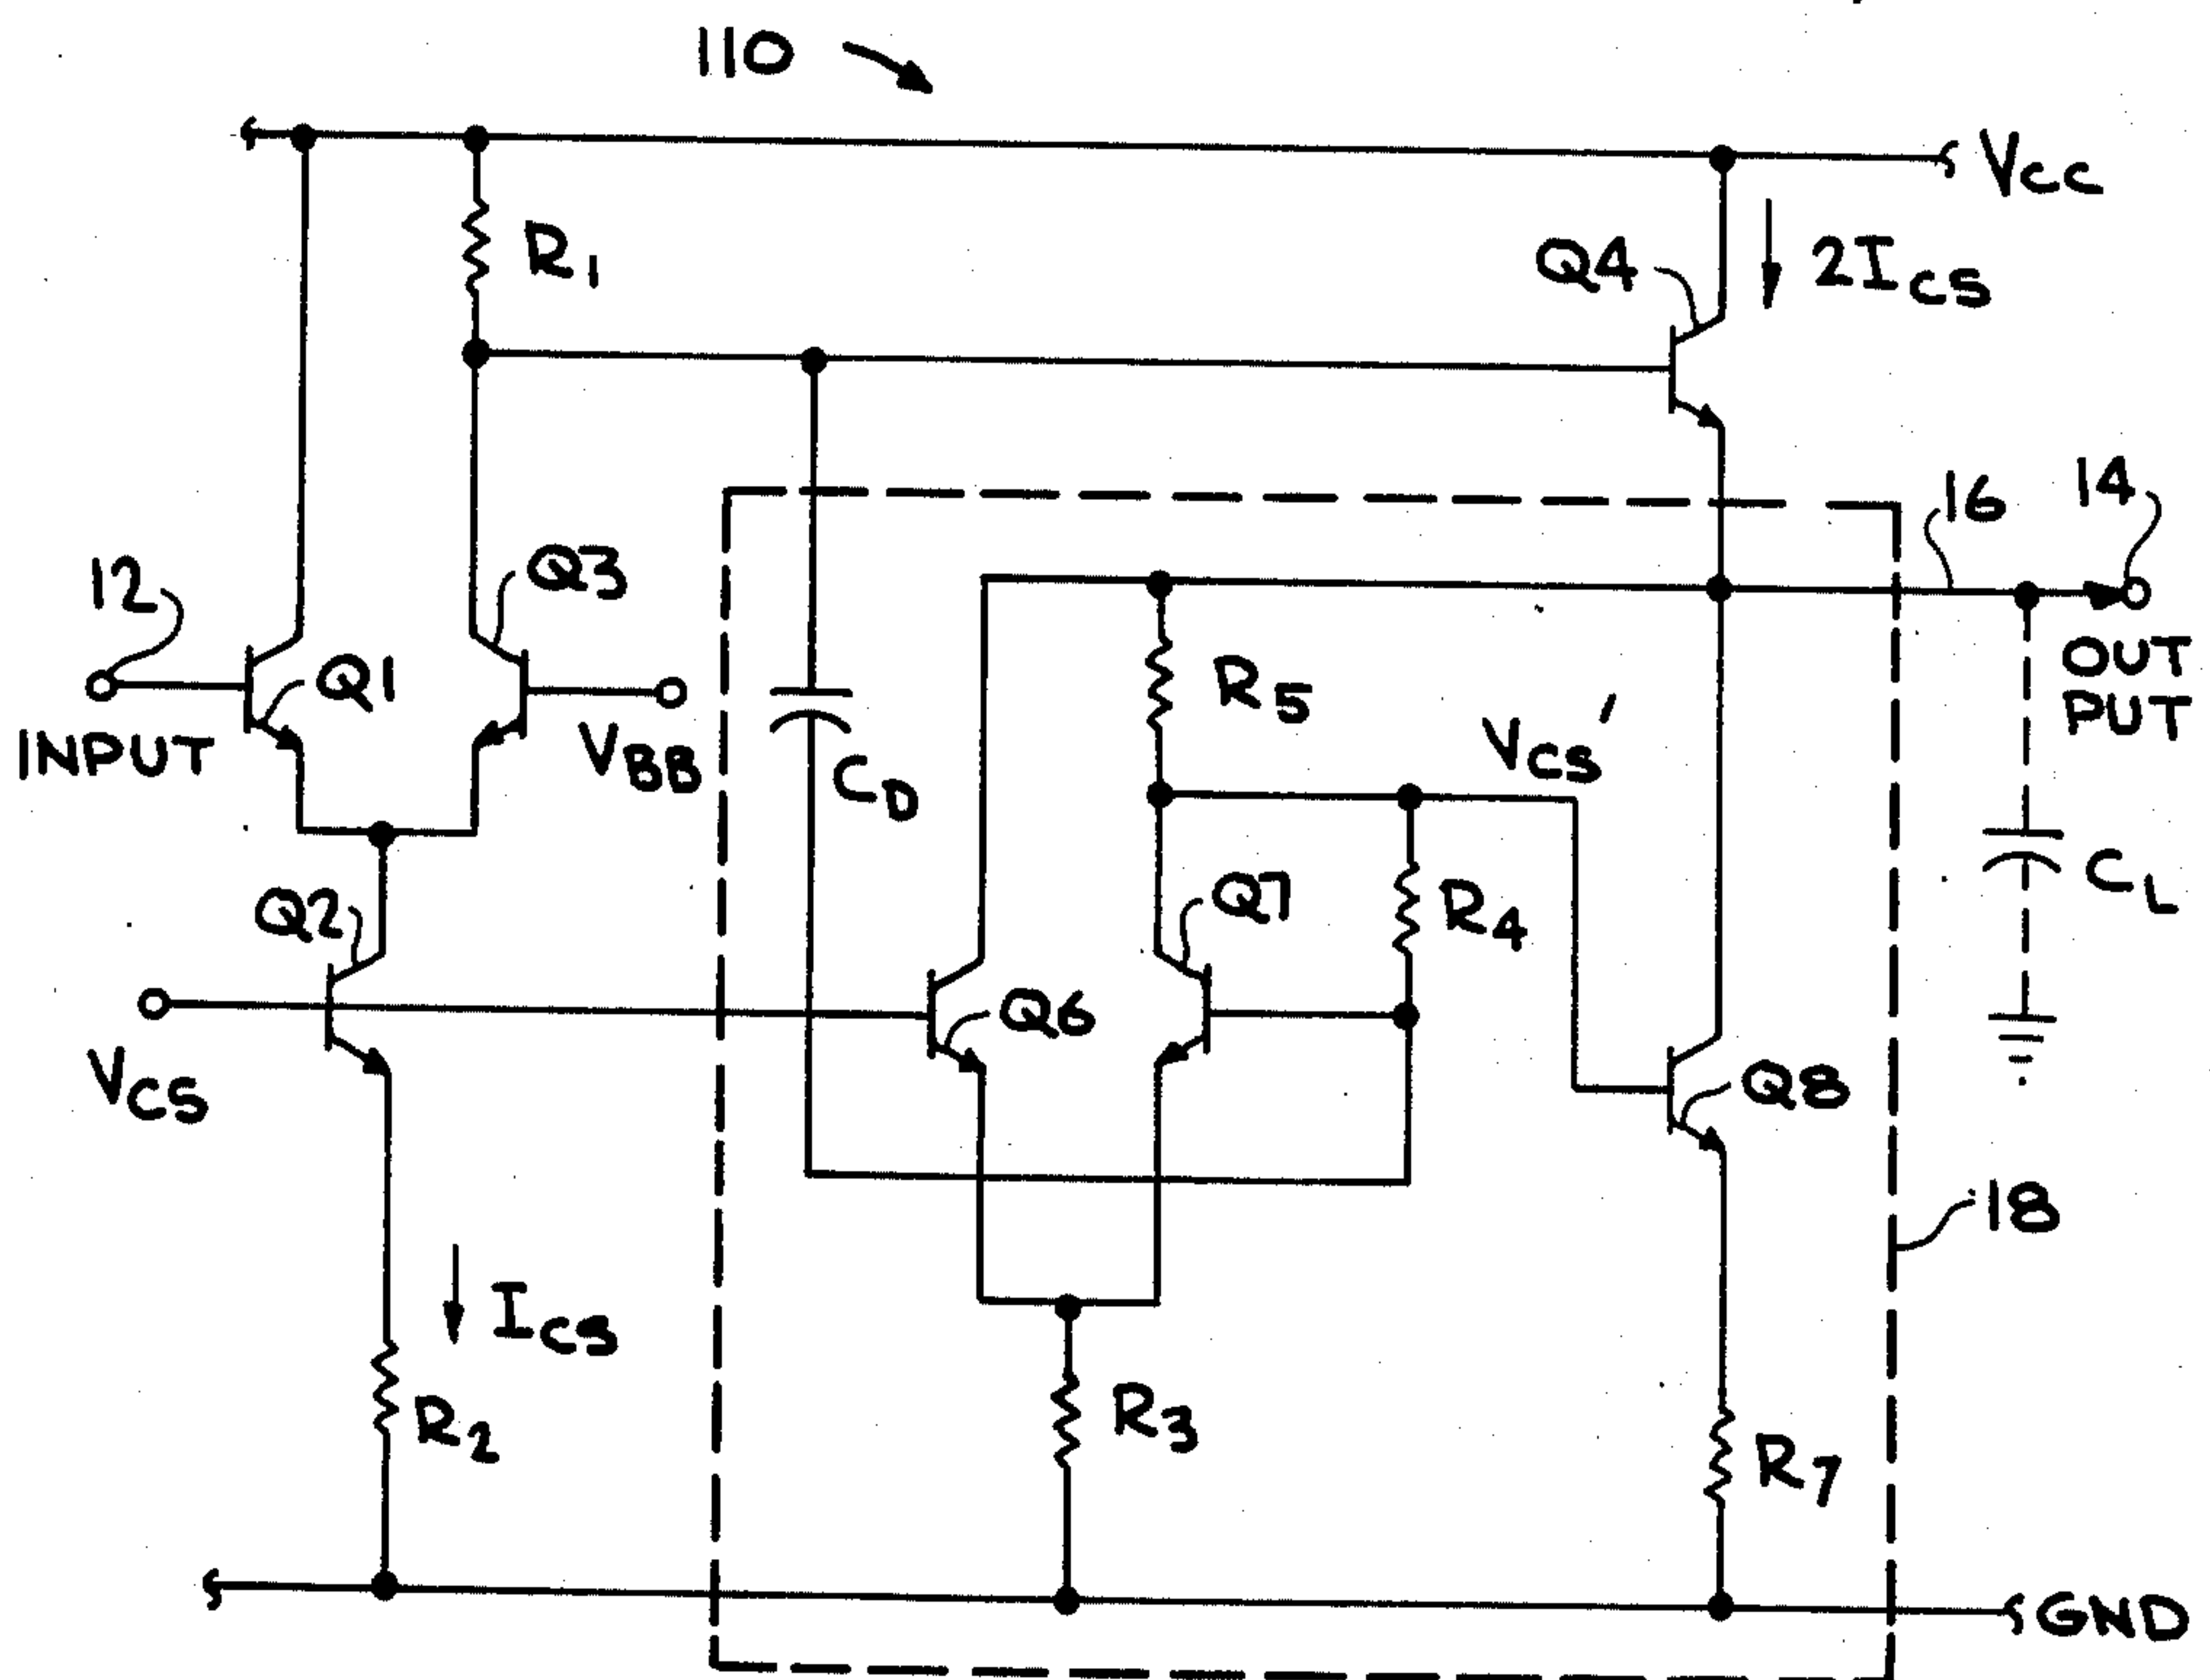 110
VCC
R1
Q4
2ICS
16
14
12
Q3
Q1
R5
OUT
PUT
INPUT
VBB
CD
VCS'
Q2
Q7
R4
CL
Q6
Q8
VCS
18
ICS
R2
R3
R7
GND